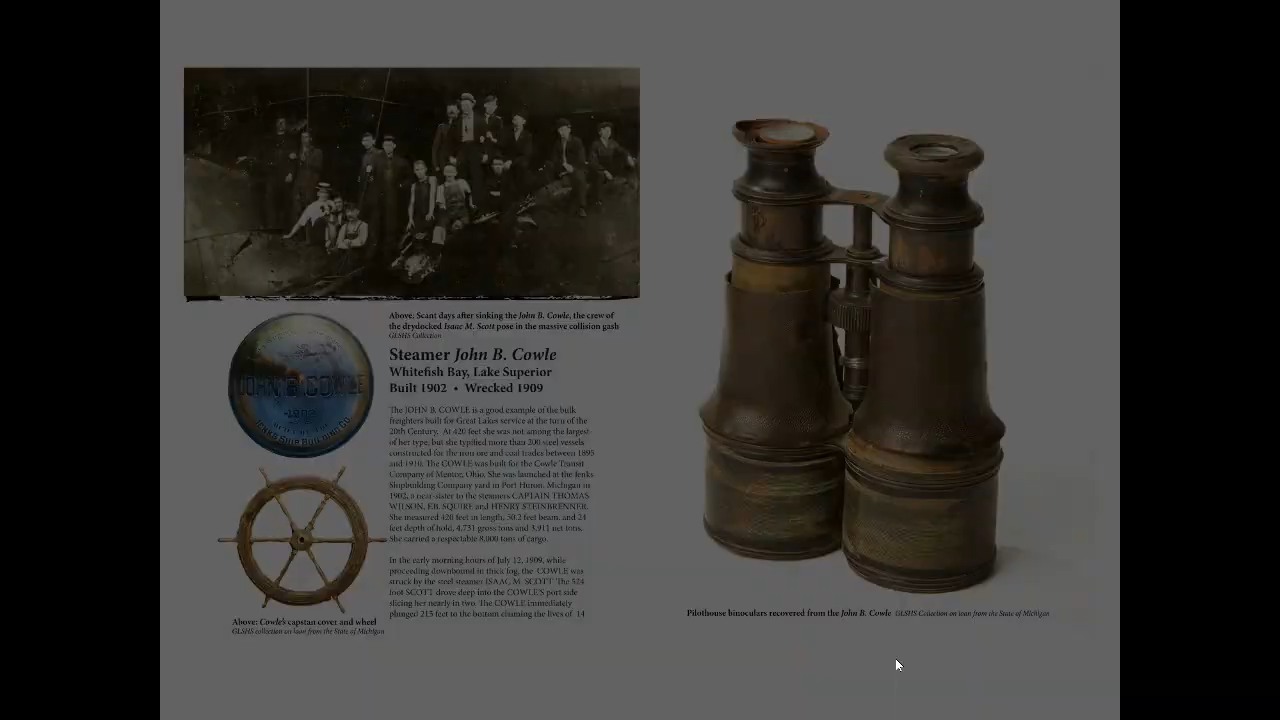 Above: Scant days after sinking the John B. Cowle, the crew of
the drydocked Isaac M. Scott pose in the massive collision gash
GLSHS Collection
JOHN B. COWLE
-1902-
Jenks Ship Building Co.
Steamer John B. Cowle
Whitefish Bay, Lake Superior
Built 1902 • Wrecked 1909
The JOHN B. COWLE is a good example of the bulk
freighters built for Great Lakes service at the turn of the
20th Century. At 420 feet she was not among the largest
of her type, but she typified more than 200 steel vessels
constructed for the iron ore and coal trades between 1895
and 1910. The COWLE was built for the Cowle Transit
Company of Mentor, Ohio. She was launched at the Jenks
Shipbuilding Company yard in Port Huron, Michigan in
1902, a near-sister to the steamers CAPTAIN THOMAS
WILSON, F.B. SQUIRE and HENRY STEINBRENNER.
She measured 420 feet in length, 50.2 feet beam, and 24
feet depth of hold, 4,731 gross tons and 3,911 net tons.
She carried a respectable 8,000 tons of cargo.
In the early morning hours of July 12, 1909, while
proceeding downbound in thick fog, the COWLE was
struck by the steel steamer ISAAC M. SCOTT The 524
foot SCOTT drove deep into the COWLE'S port side
slicing her nearly in two. The COWLE immediately
plunged 215 feet to the bottom claiming the lives of 14
Above: Cowle's capstan cover and wheel
GLSHS collection on loan from the State of Michigan
Pilothouse binoculars recovered from the John B. Cowle GLSHS Collection on loan from the State of Michigan